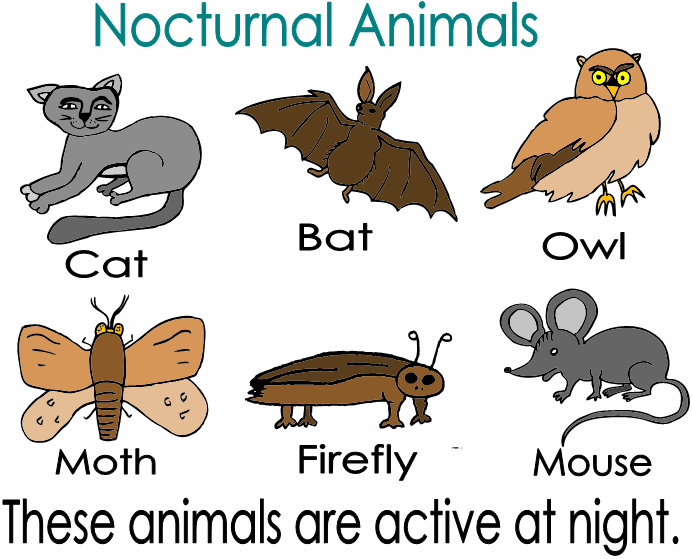 Nocturnal Animals
Cat
Bat
Owl
Moth
Firefly
Mouse
These animals are active at night.